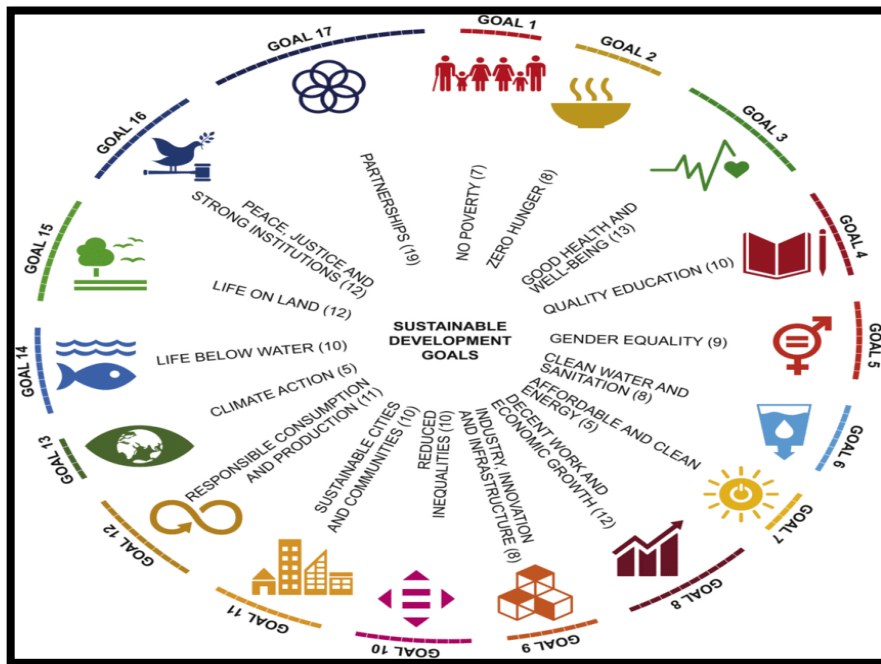 GOAL 1
GOAL 2
GOAL 3
GOAL 4
GOAL 5
GOAL 6
GOAL 7
GOAL 8
GOAL 9
GOAL 10
GOAL 11
GOAL 12
GOAL 13
GOAL 14
GOAL 15
GOAL 16
GOAL 17
NO POVERTY (7)
ZERO HUNGER (8)
GOOD HEALTH AND
WELL-BEING (13)
QUALITY EDUCATION (10)
GENDER EQUALITY (9)
CLEAN WATER AND
SANITATION (8)
AFFORDABLE AND CLEAN
ENERGY (5)
DECENT WORK AND
ECONOMIC GROWTH (12)
INDUSTRY, INNOVATION
AND INFRASTRUCTURE (8)
REDUCED
INEQUALITIES (10)
SUSTAINABLE CITIES
AND COMMUNITIES (10)
RESPONSIBLE CONSUMPTION
AND PRODUCTION (11)
CLIMATE ACTION (5)
LIFE BELOW WATER (10)
LIFE ON LAND (12)
PEACE, JUSTICE AND
STRONG INSTITUTIONS (12)
PARTNERSHIPS (19)
SUSTAINABLE
DEVELOPMENT
GOALS